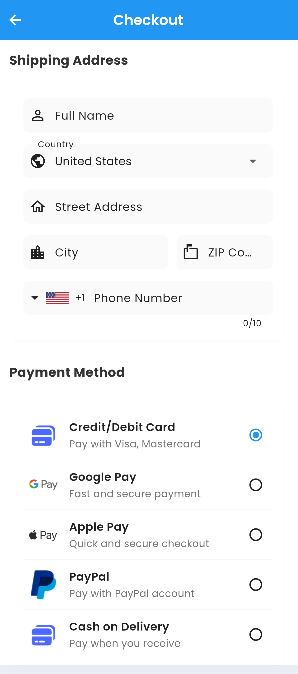 Checkout
Shipping Address
Full Name
Country
United States
Street Address
City
ZIP Co...
+1 Phone Number
0/10
Payment Method
Credit/Debit Card
Pay with Visa, Mastercard
G Pay
Google Pay
Fast and secure payment
Pay
Apple Pay
Quick and secure checkout
PayPal
Pay with PayPal account
Cash on Delivery
Pay when you receive